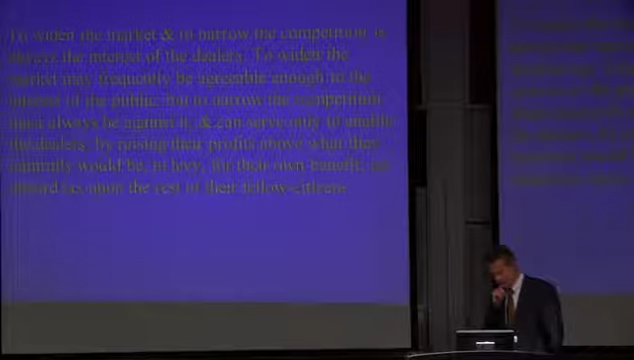 To widen the market & to narrow the competition is
always the interest of the dealers. To widen the
market may frequently be agreeable enough to the
interest of the public; but to narrow the competition
must always be against it, & can serve only to enable
the dealers, by raising their profits above what they
naturally would be, to levy, for their own benefit, an
absurd tax upon the rest of their fellow-citizens.